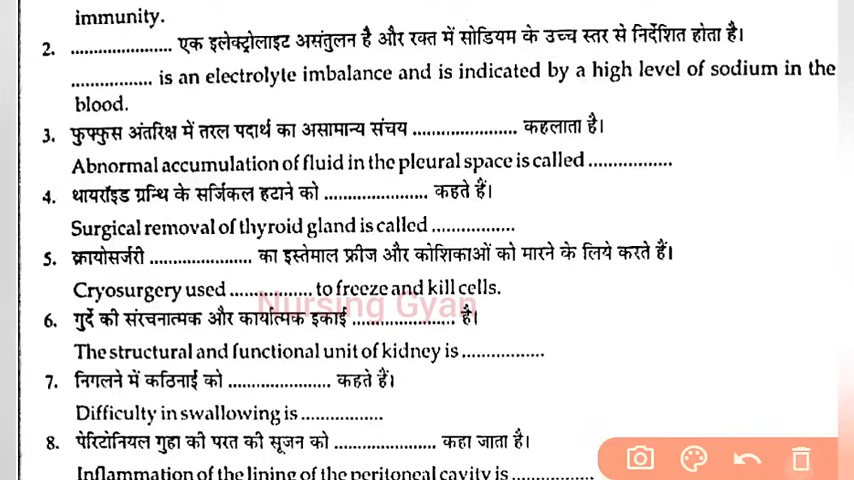 immunity.
2. ..................... एक इलेक्ट्रोलाइट असंतुलन है और रक्त में सोडियम के उच्च स्तर से निर्देशित होता है।
................ is an electrolyte imbalance and is indicated by a high level of sodium in the
blood.
3. फुफ्फुस अंतरिक्ष में तरल पदार्थ का असामान्य संचय ..................... कहलाता है।
Abnormal accumulation of fluid in the pleural space is called .................
4. थायरॉइड ग्रन्थि के सर्जिकल हटाने को ..................... कहते हैं।
Surgical removal of thyroid gland is called .................
5. क्रायोसर्जरी ..................... का इस्तेमाल फ्रीज और कोशिकाओं को मारने के लिये करते हैं।
Cryosurgery used ................. to freeze and kill cells.
Nursing Gyan
6. गुर्दे की संरचनात्मक और कार्यात्मक इकाई ..................... है।
The structural and functional unit of kidney is .................
7. निगलने में कठिनाई को ..................... कहते हैं।
Difficulty in swallowing is .................
8. पेरिटोनियल गुहा की परत की सूजन को ..................... कहा जाता है।
Inflammation of the lining of the peritoneal cavity is .................